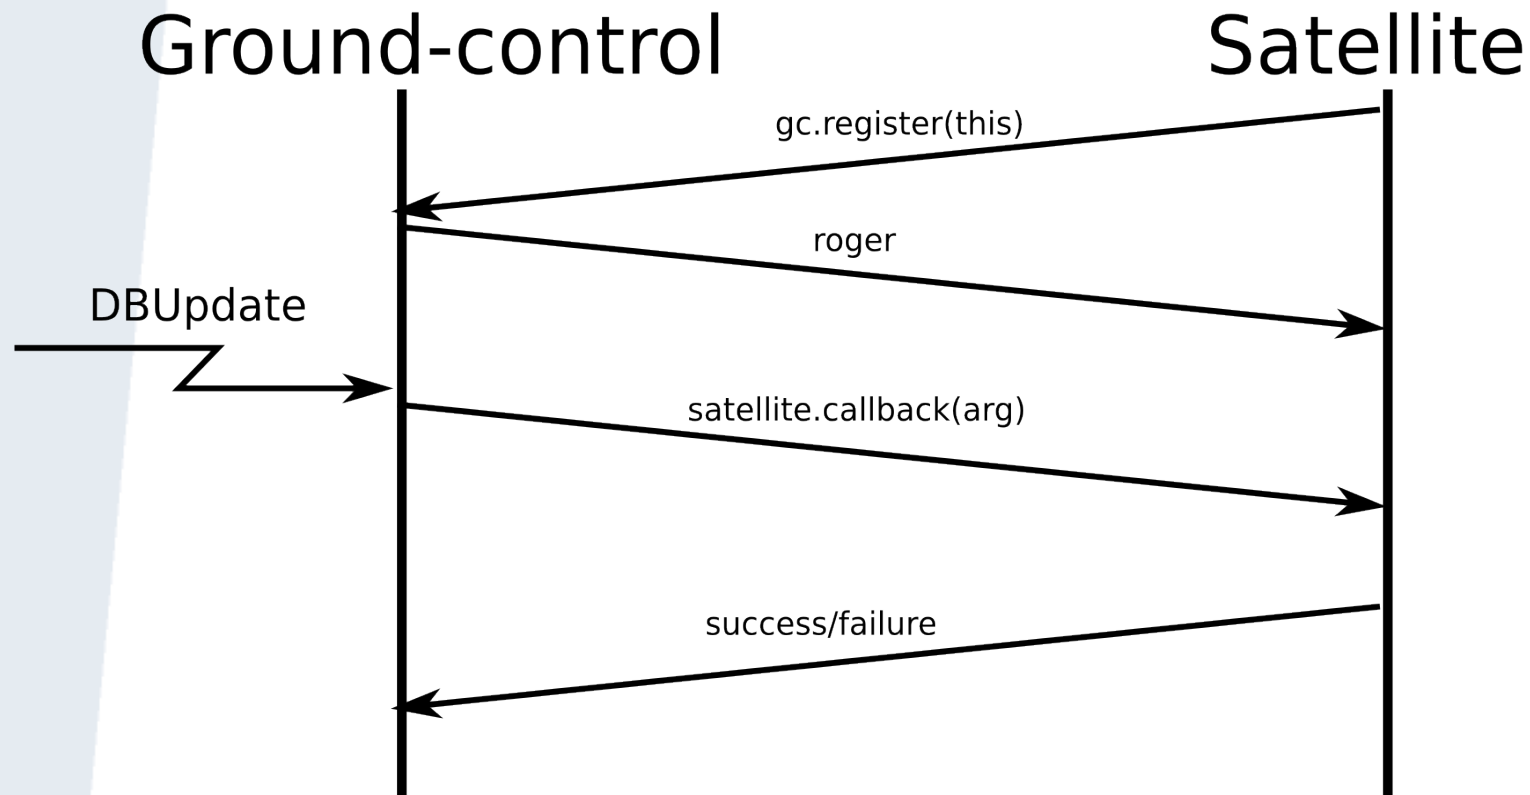 Ground-control
Satellite
gc.register(this)
roger
DBUpdate
satellite.callback(arg)
success/failure